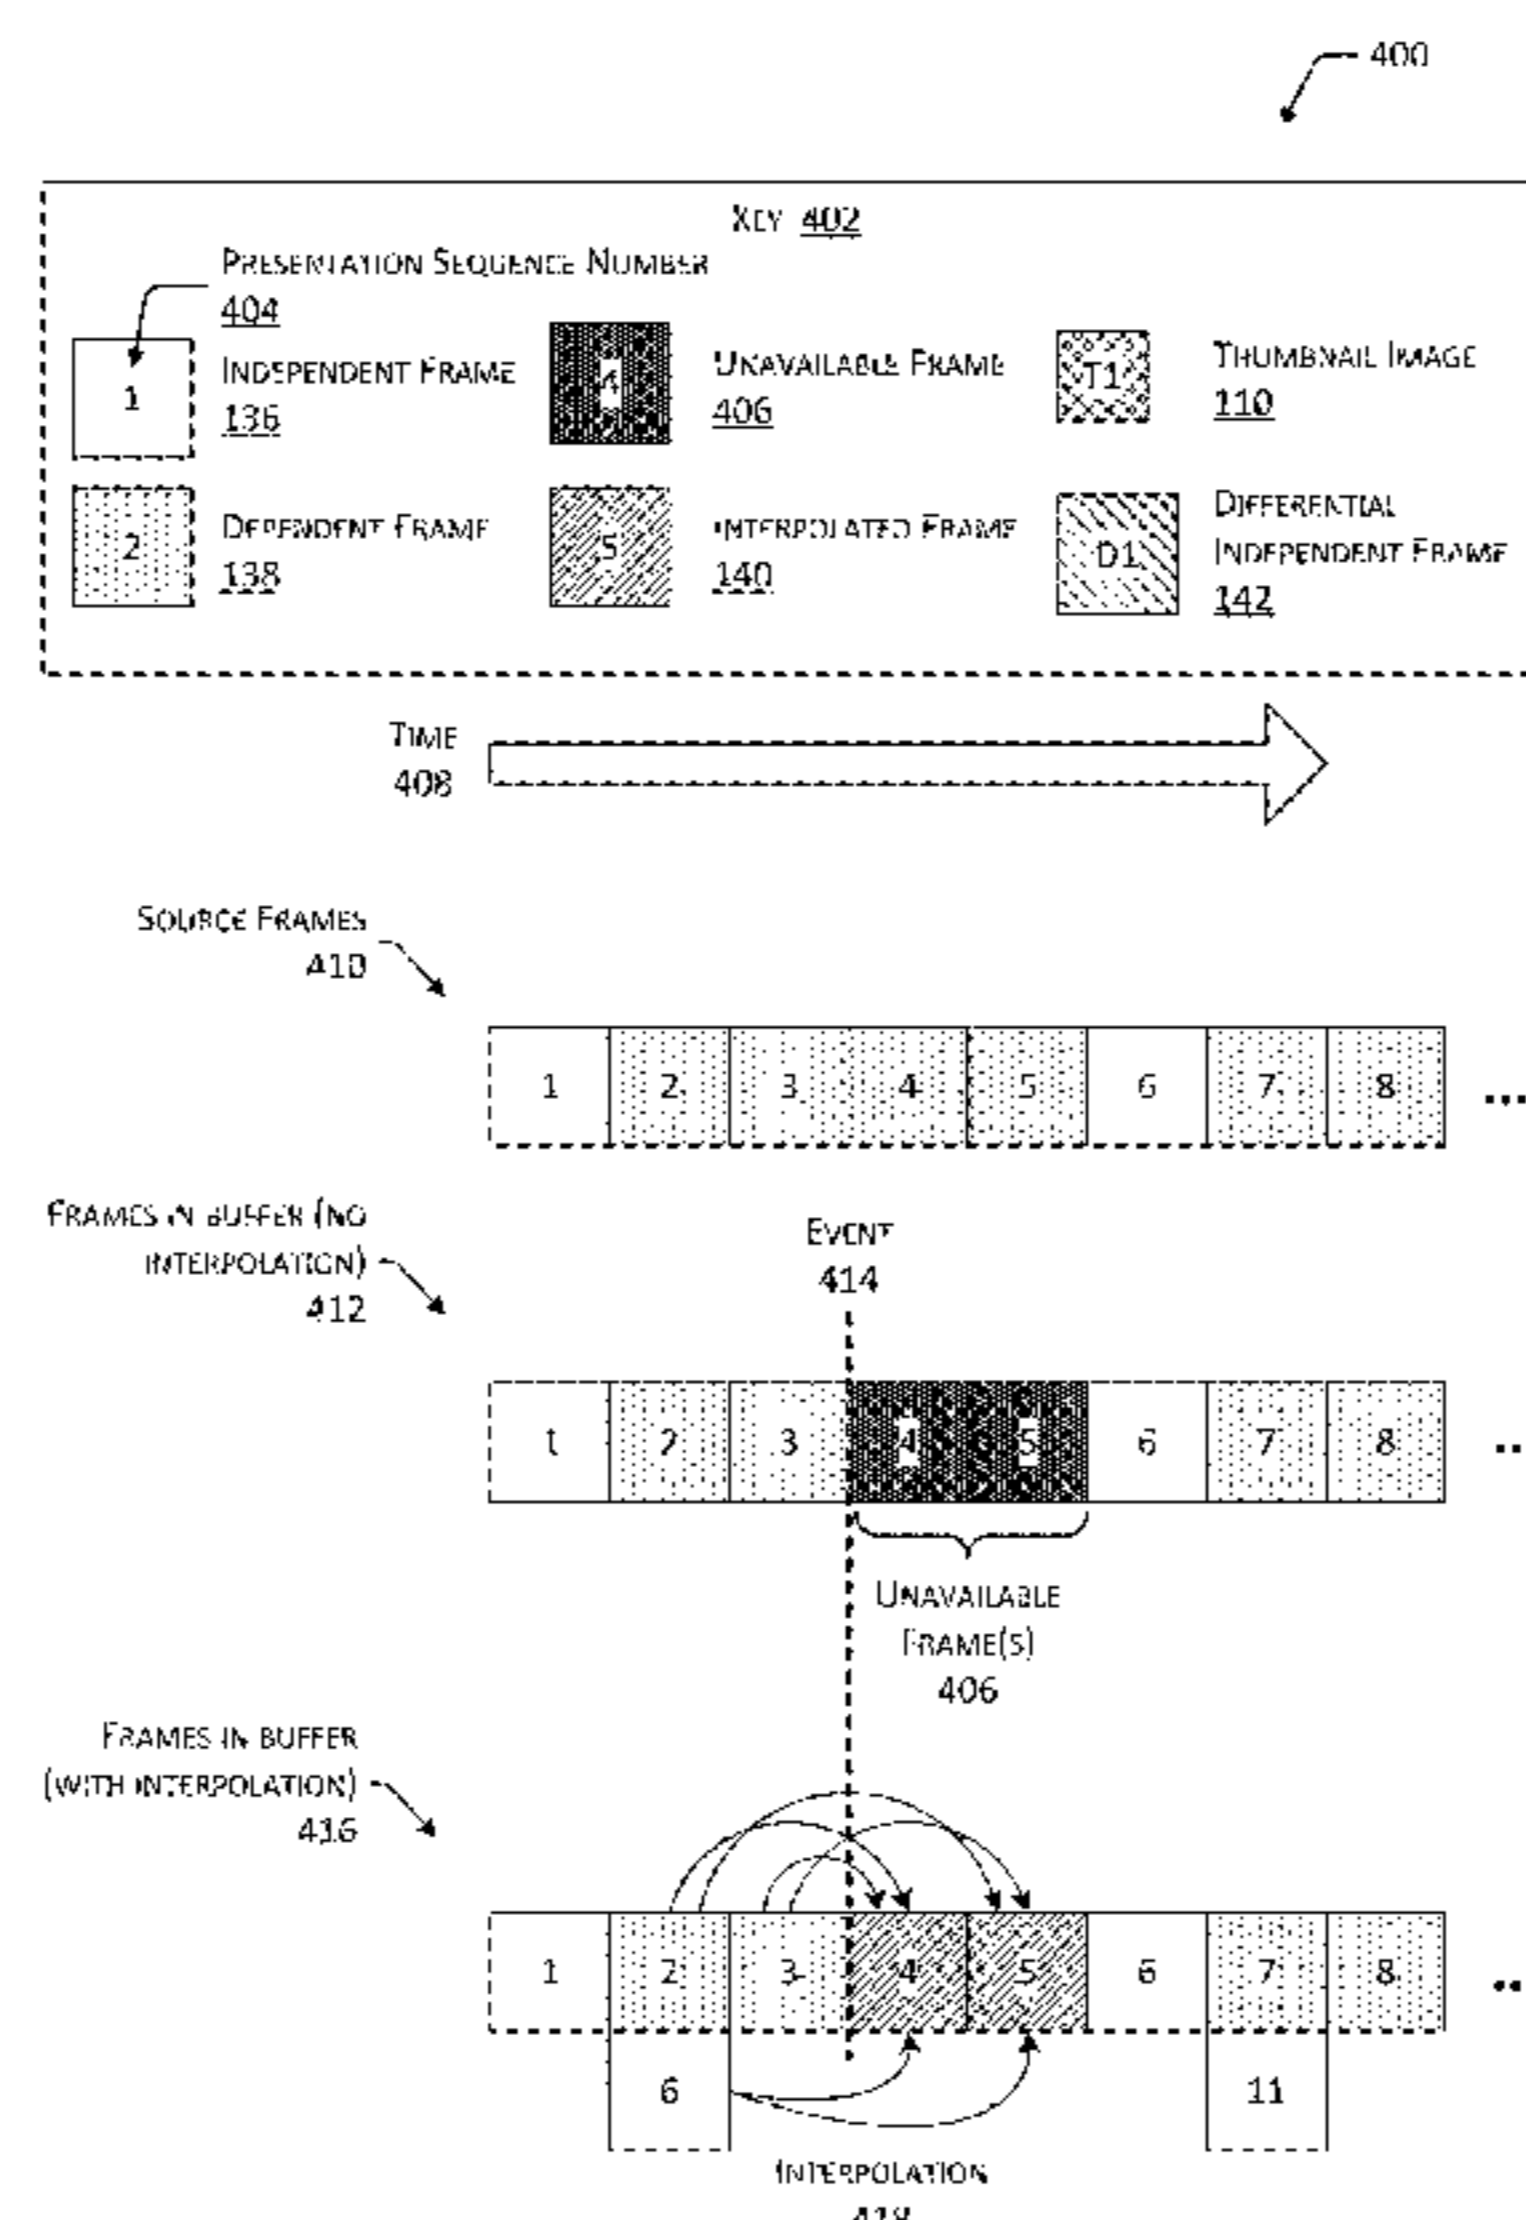 400
KEY 402
PRESENTATION SEQUENCE NUMBER
404
1
INDEPENDENT FRAME
136
4
UNAVAILABLE FRAME
406
T1
THUMBNAIL IMAGE
110
2
DEPENDENT FRAME
138
5
INTERPOLATED FRAME
140
D1
DIFFERENTIAL
INDEPENDENT FRAME
142
TIME
408
SOURCE FRAMES
410
1 2 3 4 5 6 7 8 ...
FRAMES IN BUFFER (NO
INTERPOLATION)
412
EVENT
414
1 2 3 4 5 6 7 8 ..
UNAVAILABLE
FRAME(S)
406
FRAMES IN BUFFER
(WITH INTERPOLATION)
416
1 2 3 4 5 6 7 8 ..
6 11
INTERPOLATION
418